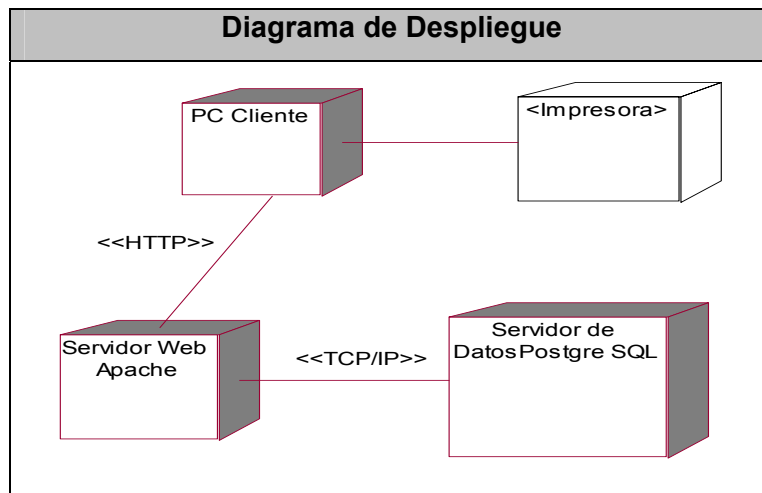 Diagrama de Despliegue
PC Cliente
<Impresora>
<<HTTP>>
Servidor Web
Apache
<<TCP/IP>>
Servidor de
DatosPostgre SQL